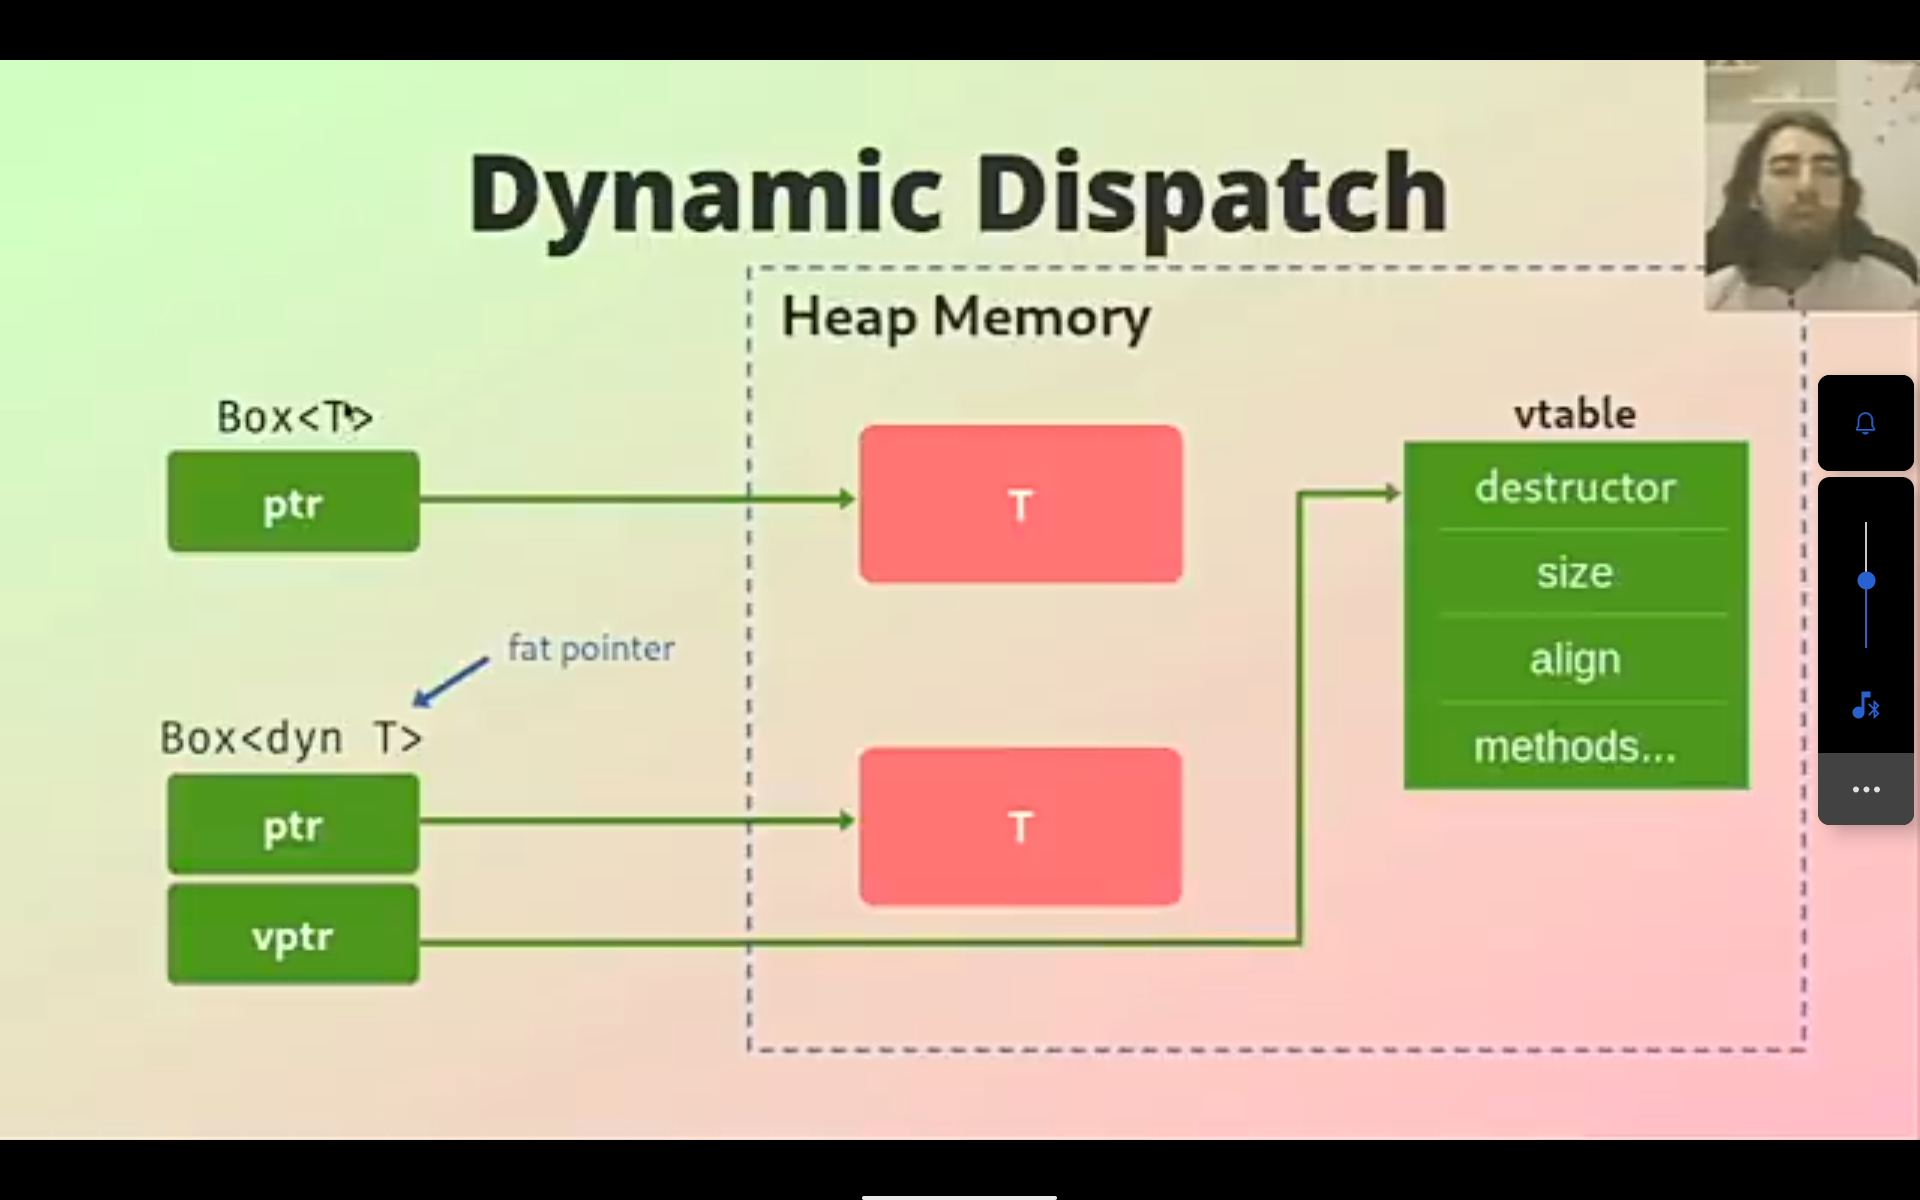 Dynamic Dispatch
Heap Memory
Box<T>
ptr
T
vtable
destructor
size
align
methods...
fat pointer
Box<dyn T>
ptr
T
vptr